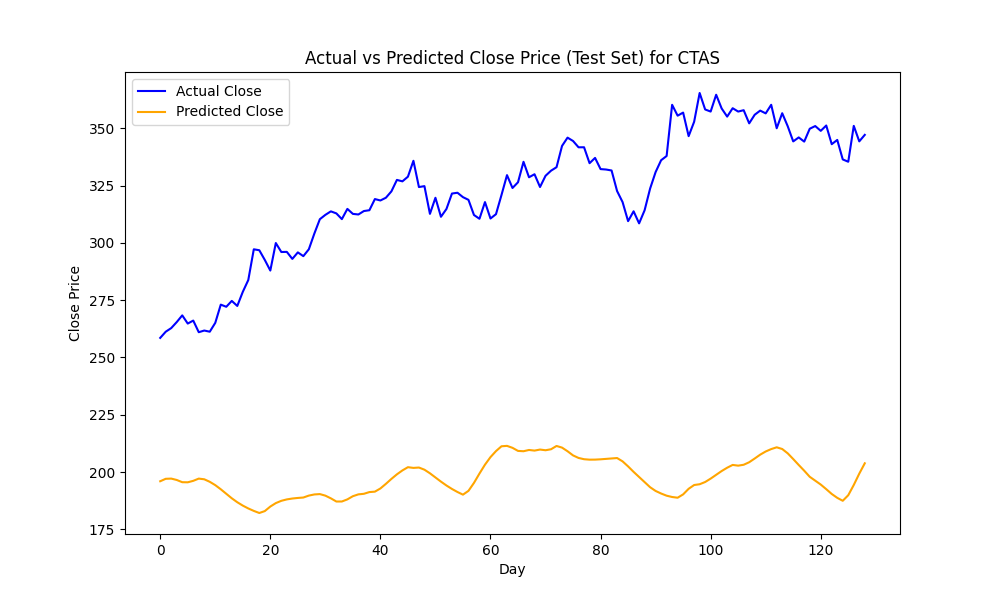 Actual vs Predicted Close Price (Test Set) for CTAS
Actual Close
Predicted Close
Close Price
350
325
300
275
250
225
200
175
0 20 40 60 80 100 120
Day